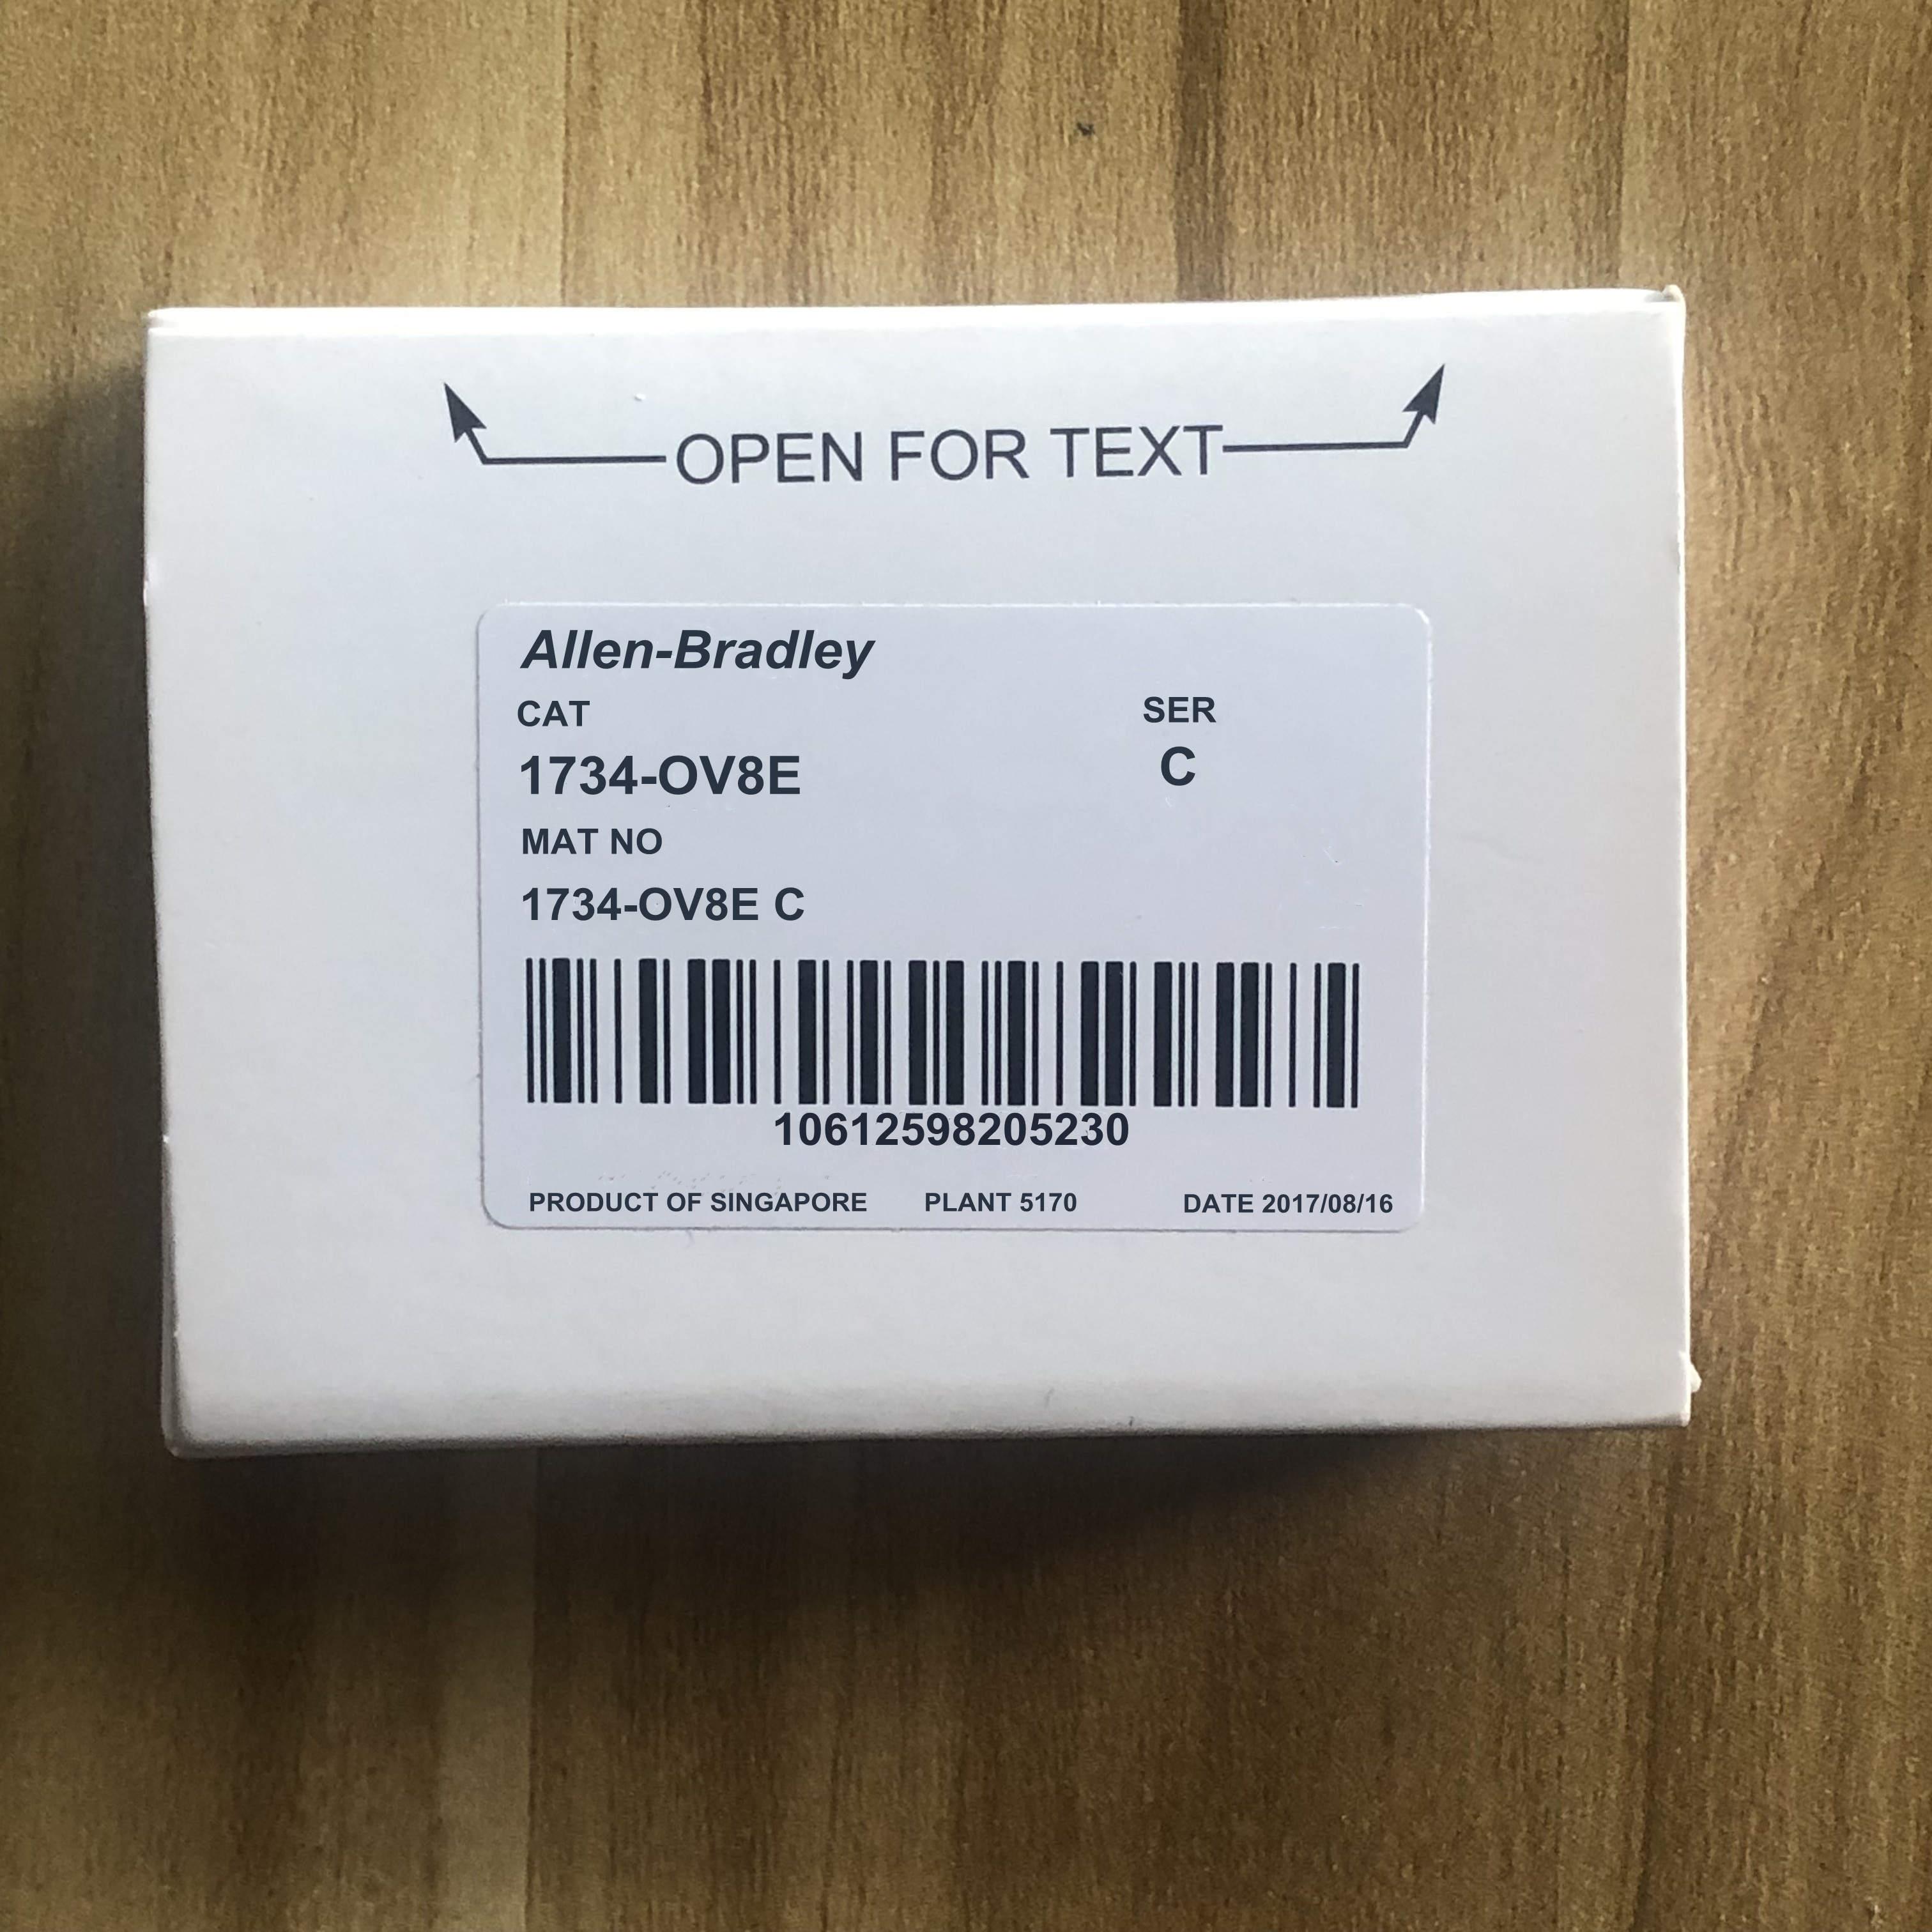 OPEN FOR TEXT
Allen-Bradley
CAT SER
1734-OV8E C
MAT NO
1734-OV8E C
10612598205230
PRODUCT OF SINGAPORE PLANT 5170 DATE 2017/08/16